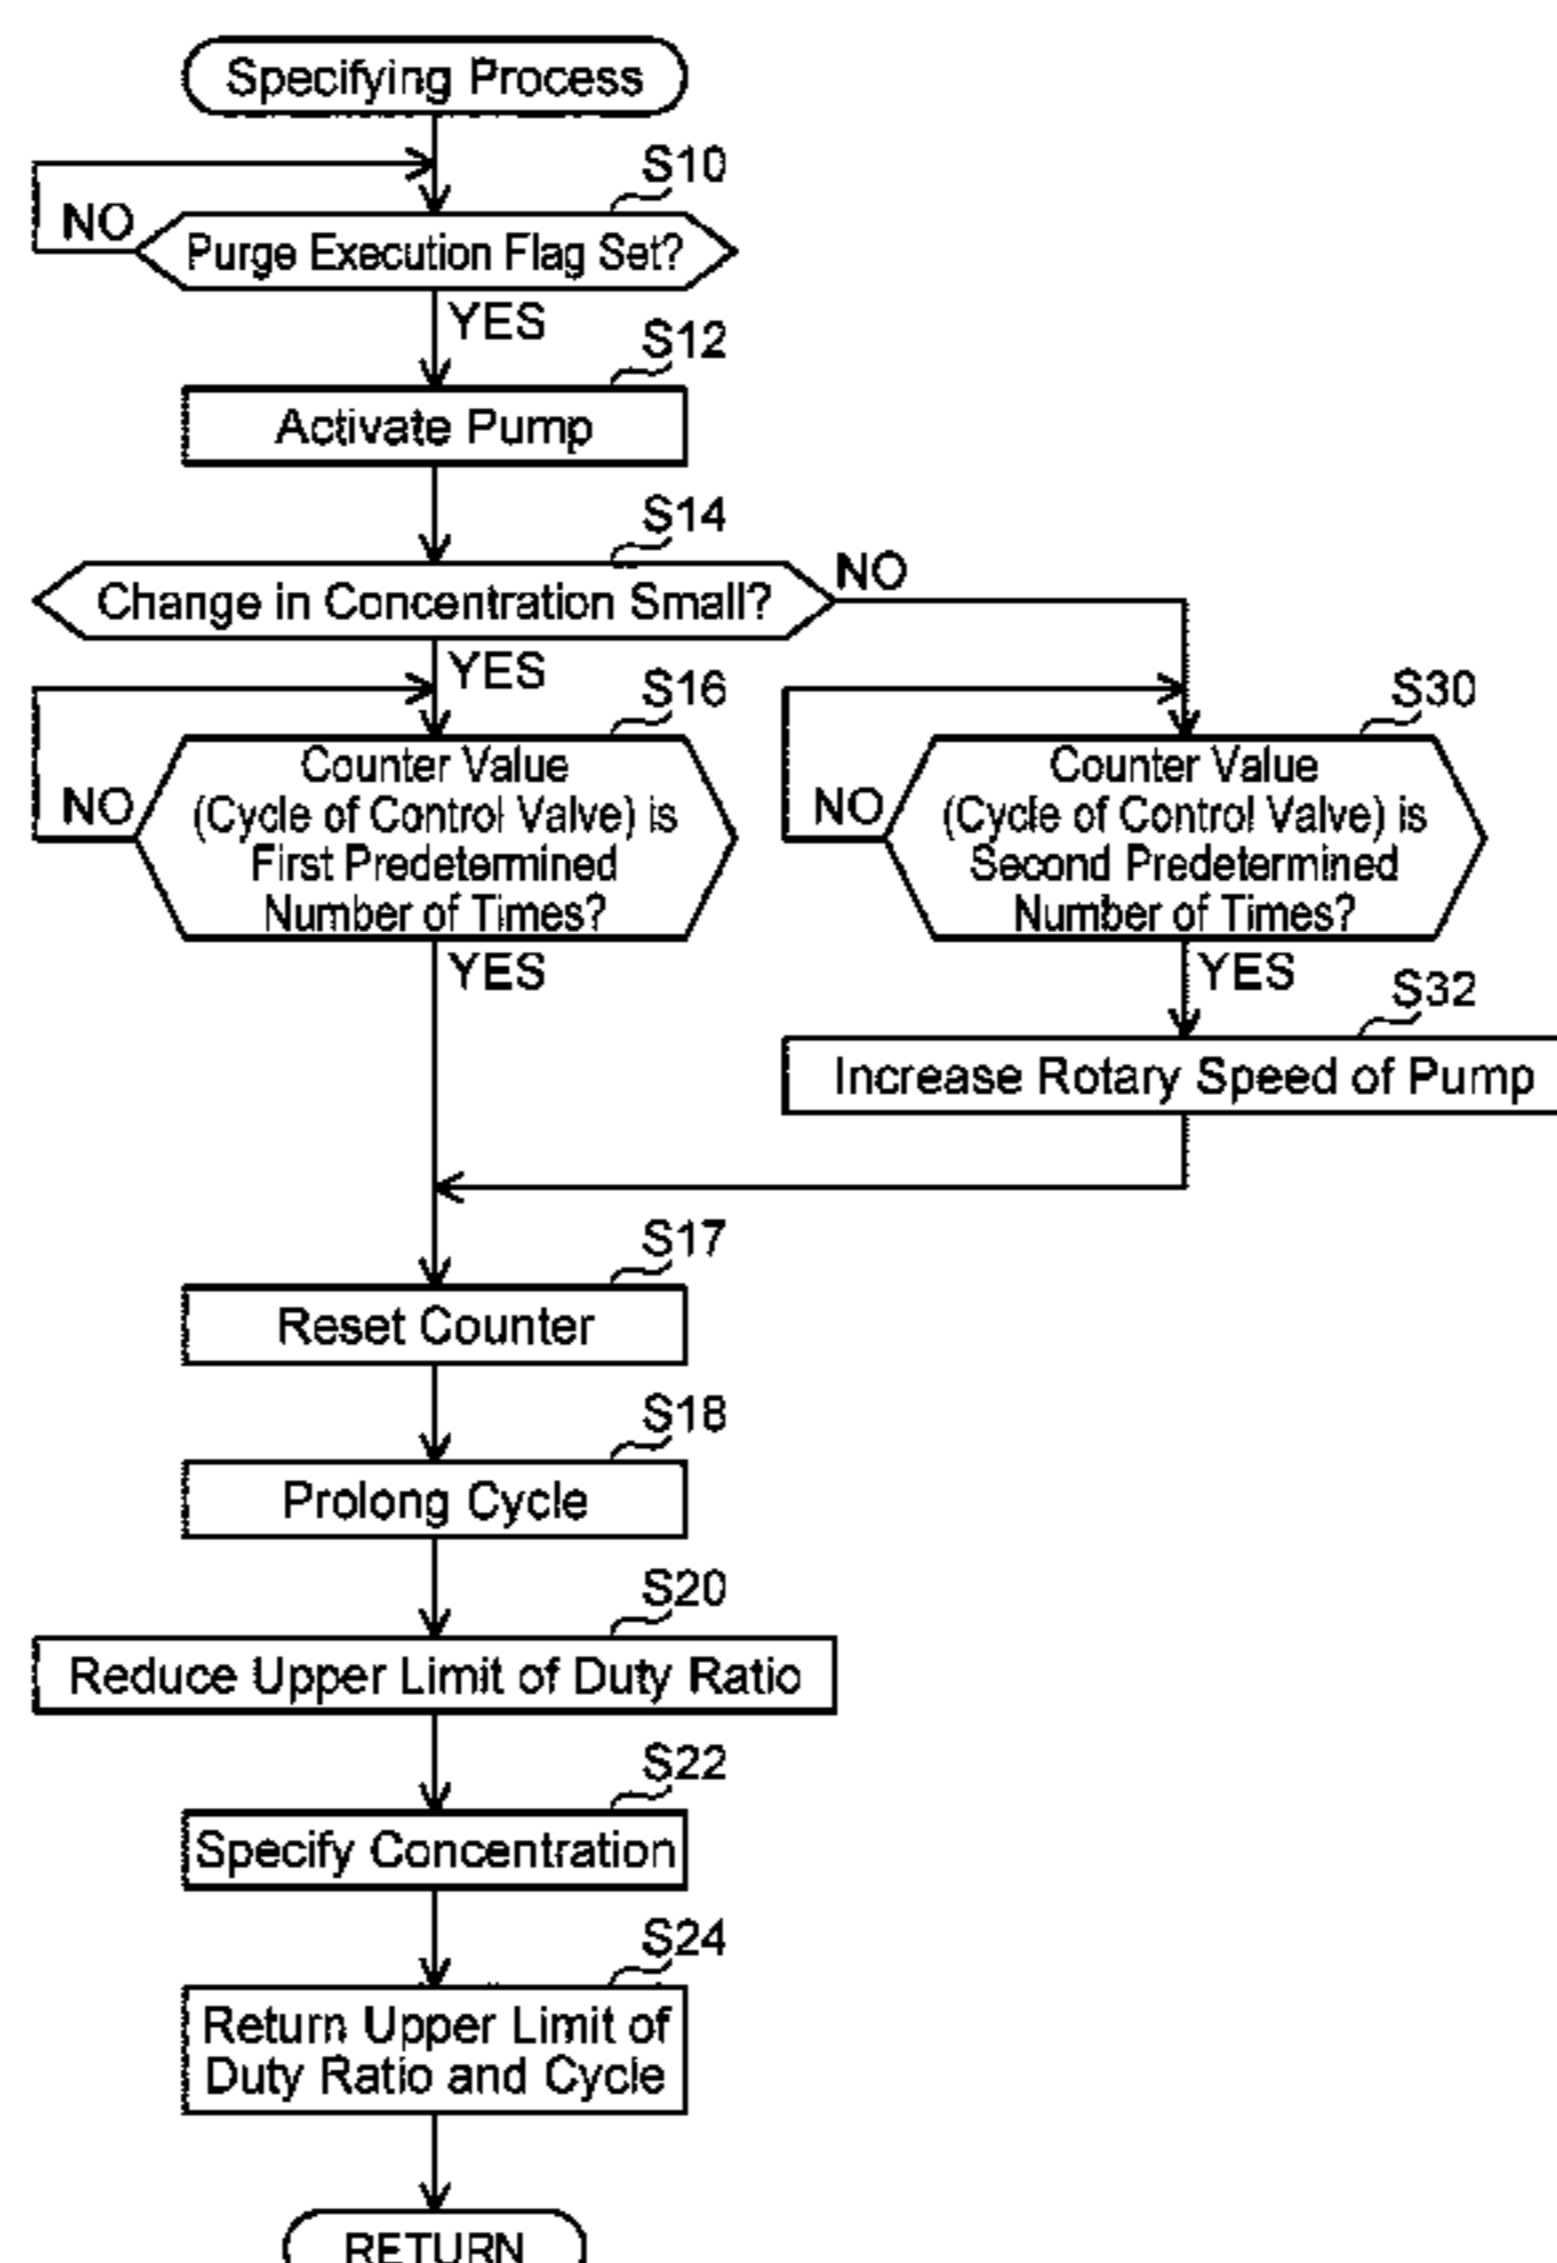 Specifying Process
S10
NO
Purge Execution Flag Set?
YES
S12
Activate Pump
S14
Change in Concentration Small?
NO
YES
S16
Counter Value
(Cycle of Control Valve) is
First Predetermined
Number of Times?
NO
YES
S30
Counter Value
(Cycle of Control Valve) is
Second Predetermined
Number of Times?
NO
YES
S32
Increase Rotary Speed of Pump
S17
Reset Counter
S18
Prolong Cycle
S20
Reduce Upper Limit of Duty Ratio
S22
Specify Concentration
S24
Return Upper Limit of
Duty Ratio and Cycle
RETURN